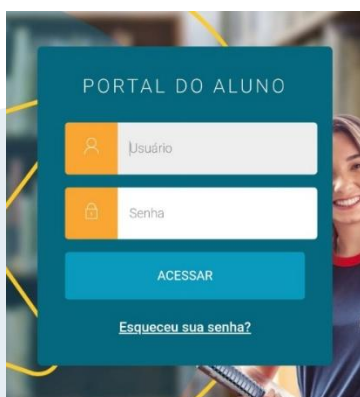 PORTAL DO ALUNO
Usuário
Senha
ACESSAR
Esqueceu sua senha?